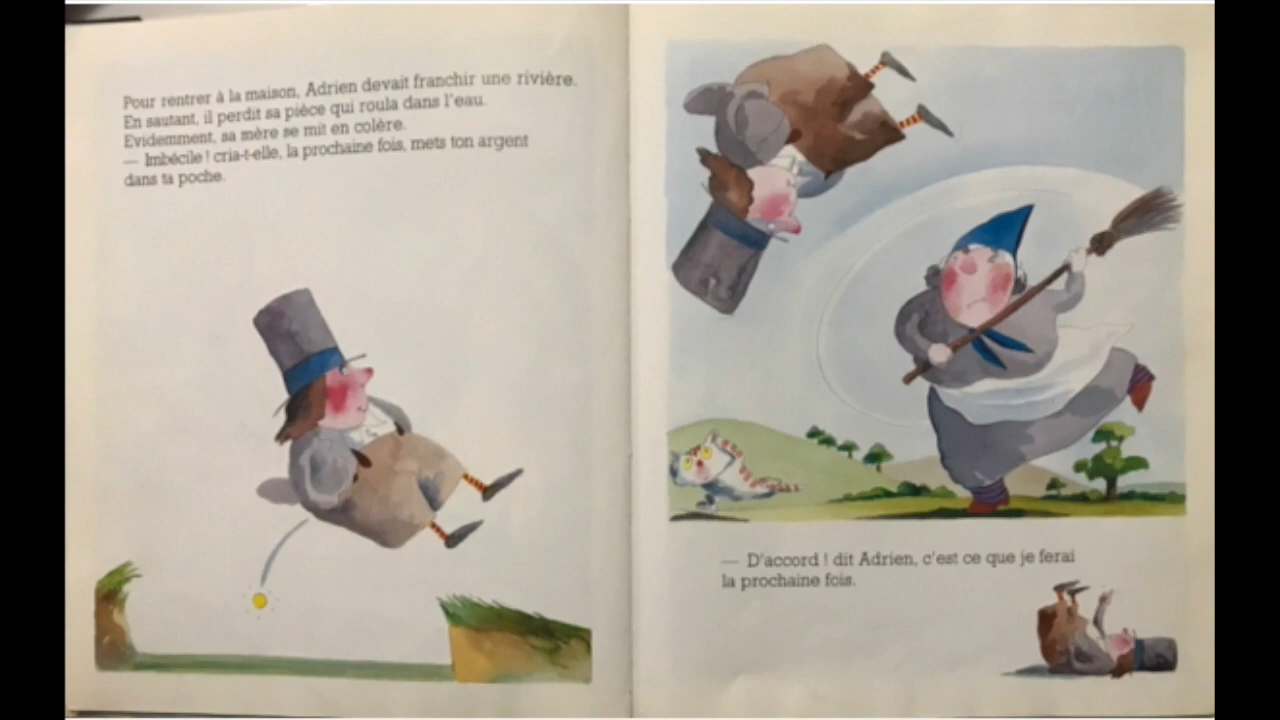 Pour rentrer à la maison, Adrien devait franchir une rivière.
En sautant, il perdit sa pièce qui roula dans l'eau.
Evidemment, sa mère se mit en colère.
— Imbécile ! cria-t-elle, la prochaine fois, mets ton argent
dans ta poche.
— D'accord ! dit Adrien, c'est ce que je ferai
la prochaine fois.